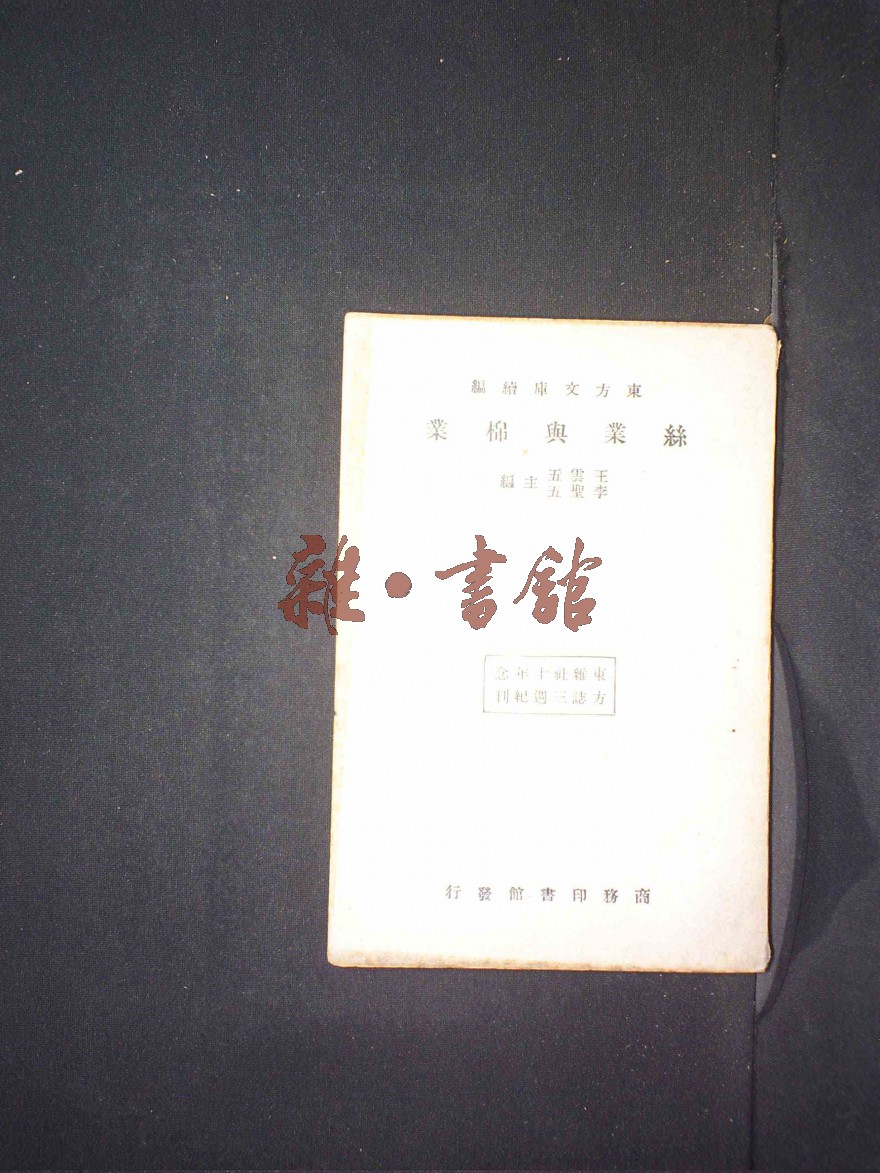 東方文庫續編
絲業與棉業
王雲五
李聖五
主編
雜·書館
東方雜誌社三十週年紀念刊
商務印書館發行